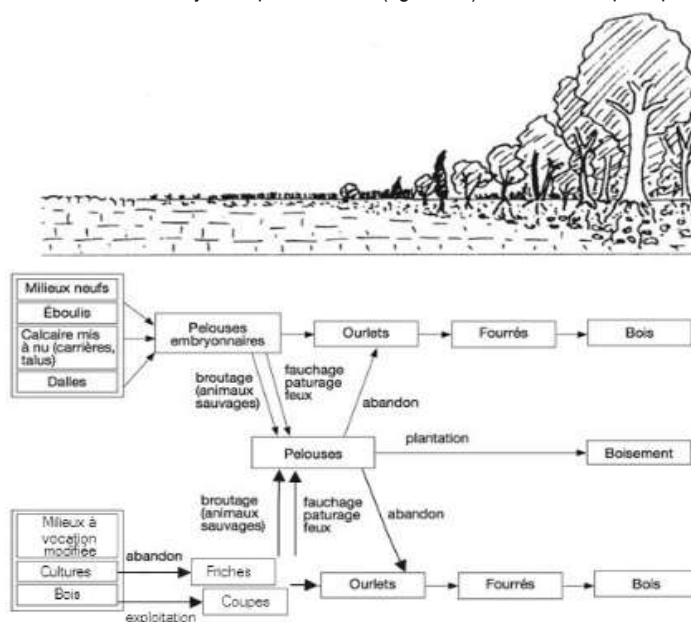 Milieux neufs
Éboulis
Calcaire mis
à nu (carrières,
talus)
Dalles
Pelouses
embryonnaires
Ourlets
Fourrés
Bois
broutage
(animaux
sauvages)
fauchage
paturage
feux
abandon
Pelouses
plantation
Boisement
broutage
(animaux
sauvages)
fauchage
paturage
feux
abandon
Milieux à
vocation
modifiée
Cultures
Bois
abandon
exploitation
Friches
Coupes
Ourlets
Fourrés
Bois